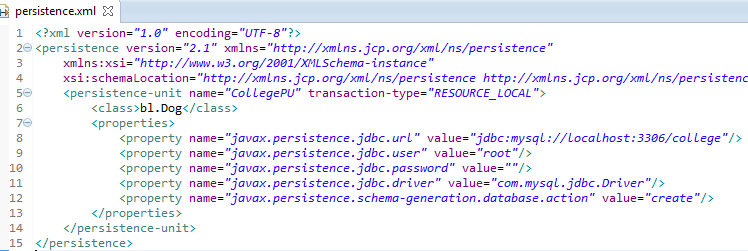 persistence.xml
1 <?xml version="1.0" encoding="UTF-8"?>
2 <persistence version="2.1" xmlns="http://xmlns.jcp.org/xml/ns/persistence"
3 xmlns:xsi="http://www.w3.org/2001/XMLSchema-instance"
4 xsi:schemaLocation="http://xmlns.jcp.org/xml/ns/persistence http://xmlns.jcp.org/xml/ns/persistence
5 <persistence-unit name="CollegePU" transaction-type="RESOURCE_LOCAL">
6 <class>bl.Dog</class>
7 <properties>
8 <property name="javax.persistence.jdbc.url" value="jdbc:mysql://localhost:3306/college"/>
9 <property name="javax.persistence.jdbc.user" value="root"/>
10 <property name="javax.persistence.jdbc.password" value=""/>
11 <property name="javax.persistence.jdbc.driver" value="com.mysql.jdbc.Driver"/>
12 <property name="javax.persistence.schema-generation.database.action" value="create"/>
13 </properties>
14 </persistence-unit>
15 </persistence>